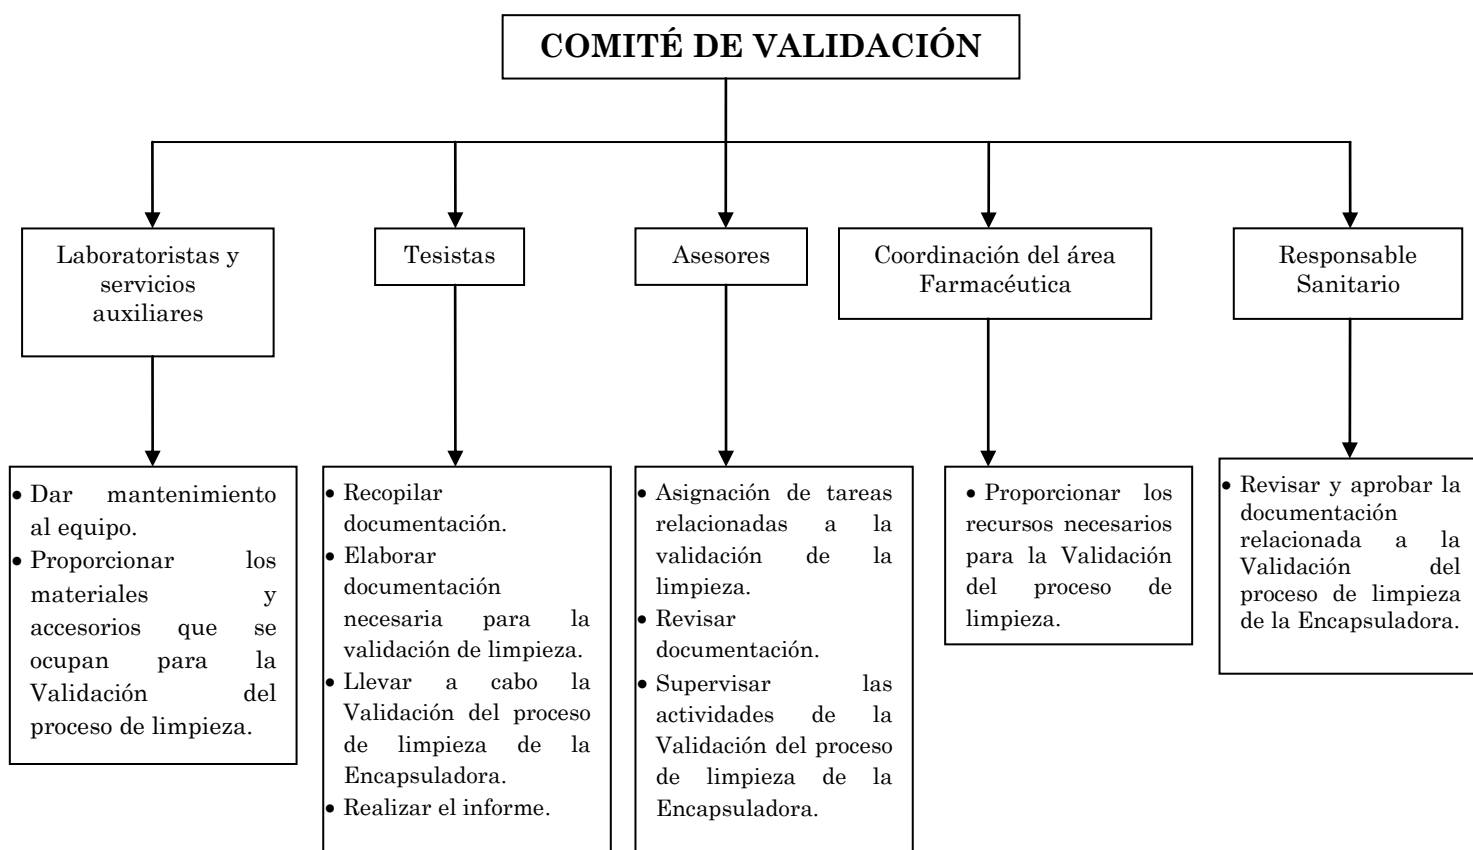 COMITÉ DE VALIDACIÓN
Laboratoristas y
servicios
auxiliares
Tesistas
Asesores
Coordinación del área
Farmacéutica
Responsable
Sanitario
• Dar mantenimiento
al equipo.
• Proporcionar los
materiales y
accesorios que se
ocupan para la
Validación del
proceso de limpieza.
• Recopilar
documentación.
• Elaborar
documentación
necesaria para la
validación de limpieza.
• Llevar a cabo la
Validación del proceso
de limpieza de la
Encapsuladora.
• Realizar el informe.
• Asignación de tareas
relacionadas a la
validación de la
limpieza.
• Revisar
documentación.
• Supervisar las
actividades de la
Validación del proceso
de limpieza de la
Encapsuladora.
• Proporcionar los
recursos necesarios
para la Validación
del proceso de
limpieza.
• Revisar y aprobar la
documentación
relacionada a la
Validación del
proceso de limpieza
de la Encapsuladora.